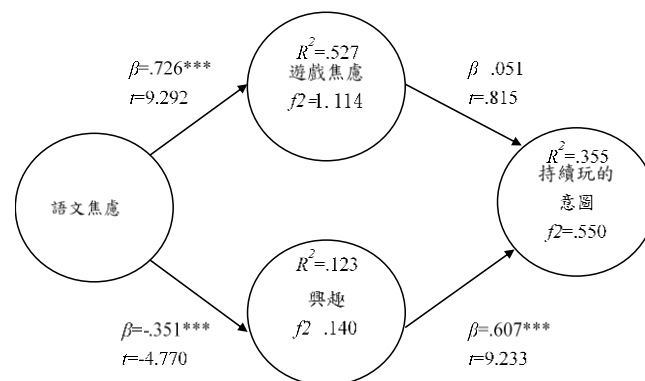 R²=.527
遊戲焦慮
f2=1.114
β=.726***
t=9.292
β .051
t=.815
語文焦慮
R²=.355
持續玩的
意圖
f2=.550
R²=.123
興趣
f2 .140
β=-.351***
t=-4.770
β=.607***
t=9.233